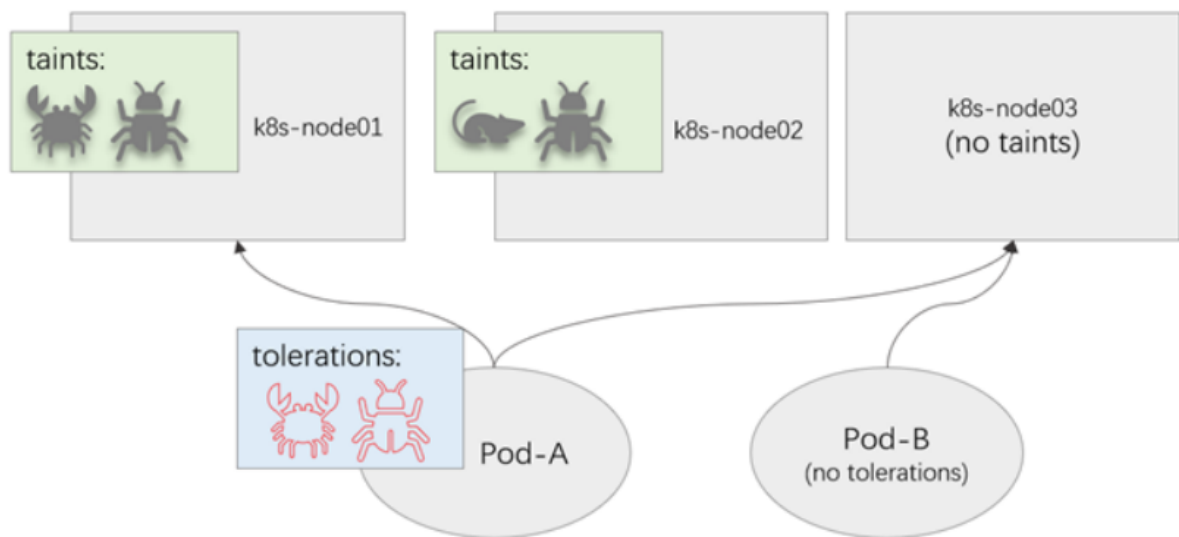 taints:
k8s-node01
taints:
k8s-node02
k8s-node03
(no taints)
tolerations:
Pod-A
Pod-B
(no tolerations)